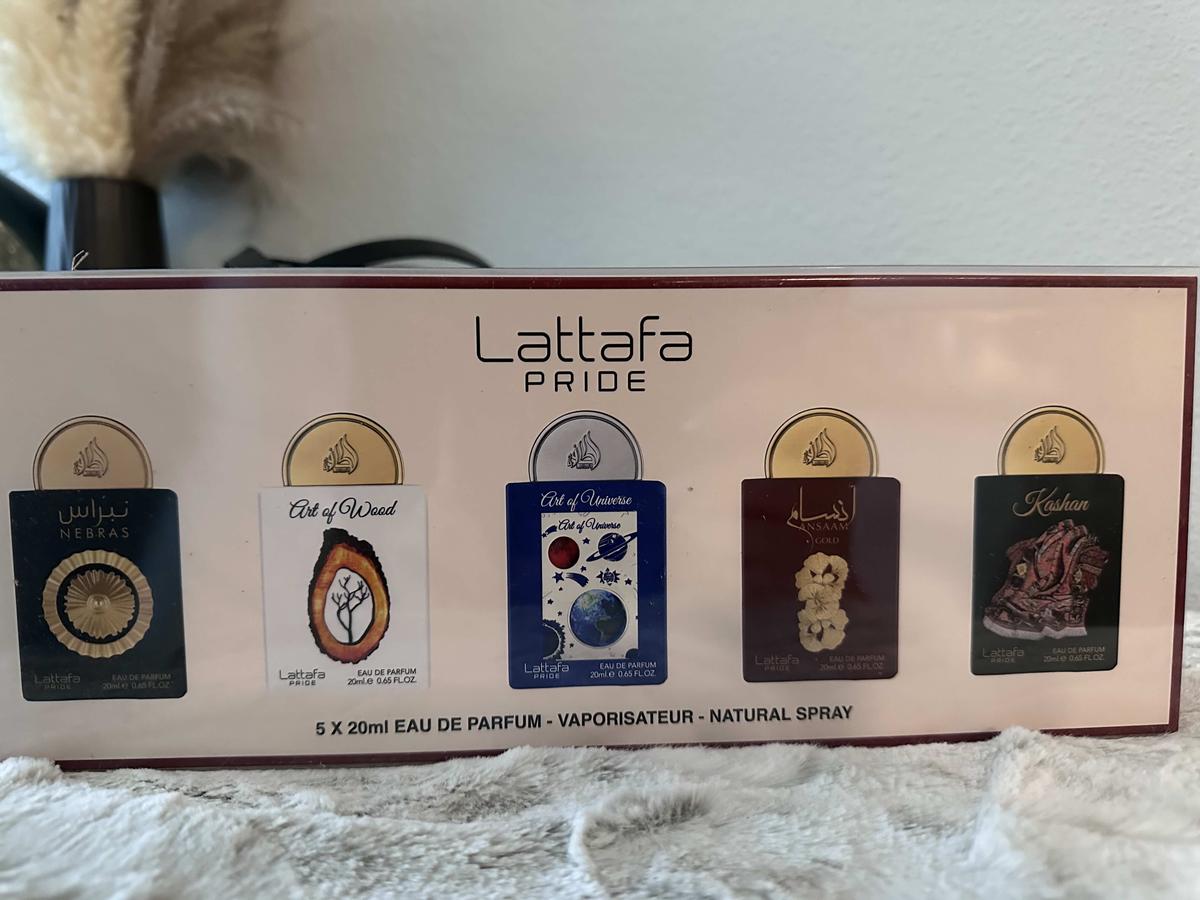 Lattafa
PRIDE
نبراس
NEBRAS
Lattafa
PRIDE
EAU DE PARFUM
20ml.e 0.65 FL.OZ.
Art of Wood
Lattafa
PRIDE
EAU DE PARFUM
20ml.e 0.65 FL.OZ.
Art of Universe
Art of Universe
Lattafa
PRIDE
EAU DE PARFUM
20ml.e 0.65 FL.OZ.
انسام
ANSAAM
GOLD
Lattafa
PRIDE
EAU DE PARFUM
20ml.e 0.65 FL.OZ.
Kashan
Lattafa
PRIDE
EAU DE PARFUM
20ml.e 0.65 FL.OZ.
5 X 20ml EAU DE PARFUM - VAPORISATEUR - NATURAL SPRAY